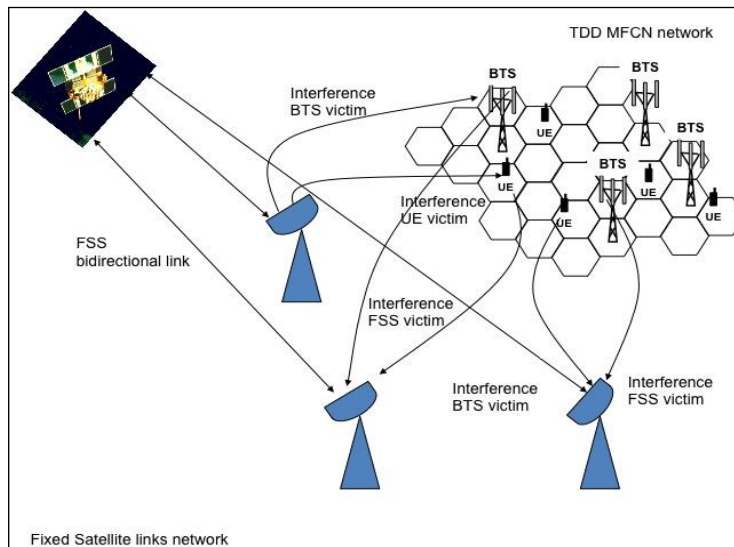 TDD MFCN network
BTS
BTS
Interference
BTS victim
UE
BTS
BTS
UE
UE
Interference
UE victim
UE
UE
FSS
bidirectional link
Interference
FSS victim
Interference
BTS victim
Interference
FSS victim
Fixed Satellite links network